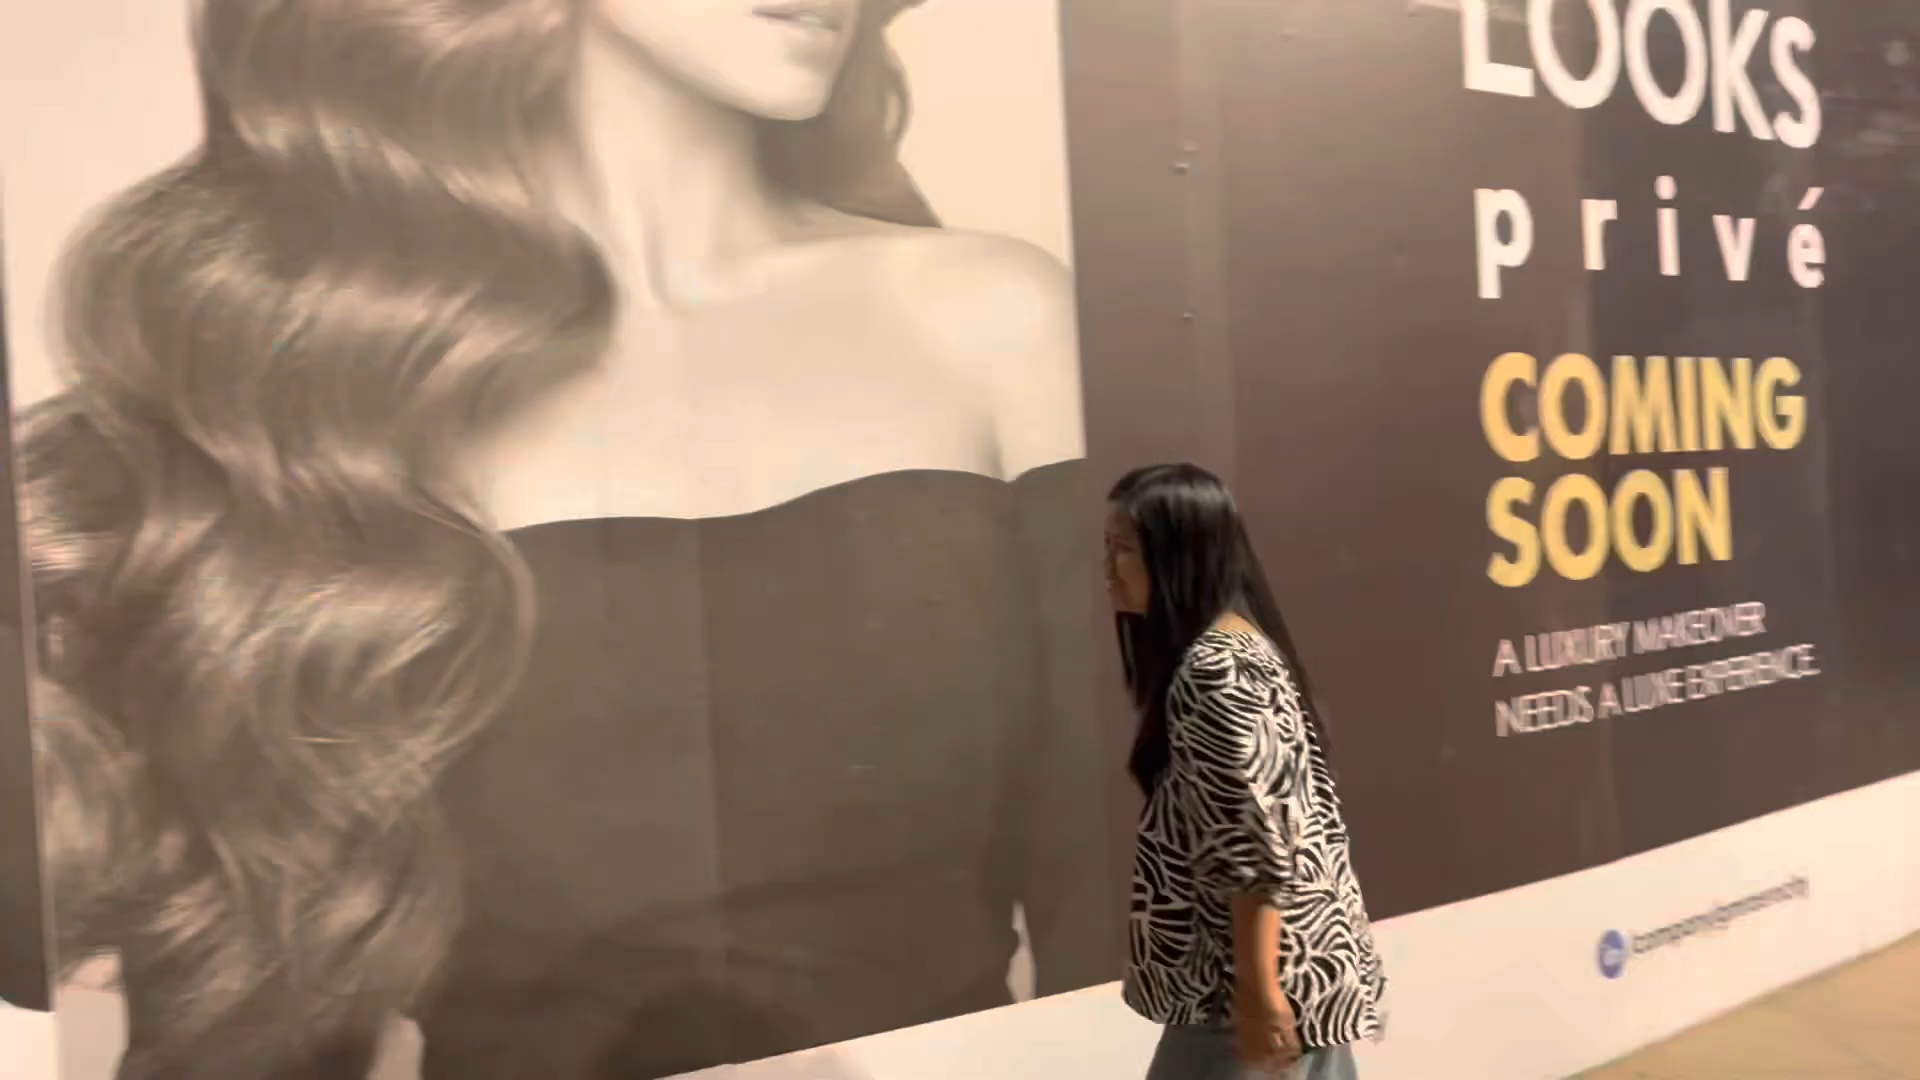 LOOKS
privé
COMING
SOON
A LUXURY MAKEOVER
NEEDS A LUXE EXPERIENCE.